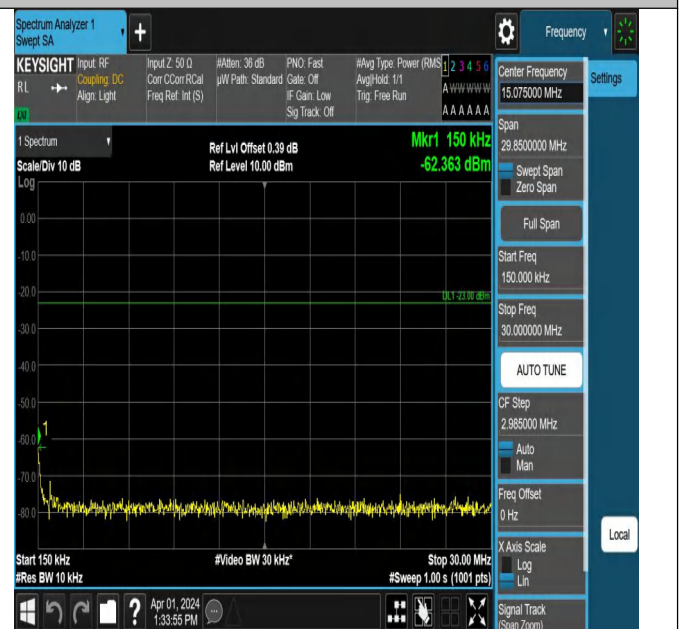 Spectrum Analyzer 1
Swept SA
+
Frequency
KEYSIGHT
RL
Input: RF
Coupling: DC
Align: Light
Input Z: 50 Ω
Corr CCorr RCal
Freq Ref: Int (S)
#Atten: 36 dB
µW Path: Standard
PNO: Fast
Gate: Off
IF Gain: Low
Sig Track: Off
#Avg Type: Power (RMS
Avg|Hold: 1/1
Trig: Free Run
1 2 3 4 5 6
A W W W W W
A A A A A A
1 Spectrum
Scale/Div 10 dB
Log
Ref Lvl Offset 0.39 dB
Ref Level 10.00 dBm
Mkr1 150 kHz
-62.363 dBm
0.00
-10.0
-20.0
-30.0
-40.0
-50.0
-60.0
-70.0
-80.0
DL1 -23.00 dBm
1
Start 150 kHz
#Res BW 10 kHz
#Video BW 30 kHz*
Stop 30.00 MHz
#Sweep 1.00 s (1001 pts)
Center Frequency
15.075000 MHz
Settings
Span
29.8500000 MHz
Swept Span
Zero Span
Full Span
Start Freq
150.000 kHz
Stop Freq
30.000000 MHz
AUTO TUNE
CF Step
2.985000 MHz
Auto
Man
Freq Offset
0 Hz
X Axis Scale
Log
Lin
Local
Signal Track
(Span Zoom)
?
Apr 01, 2024
1:33:55 PM